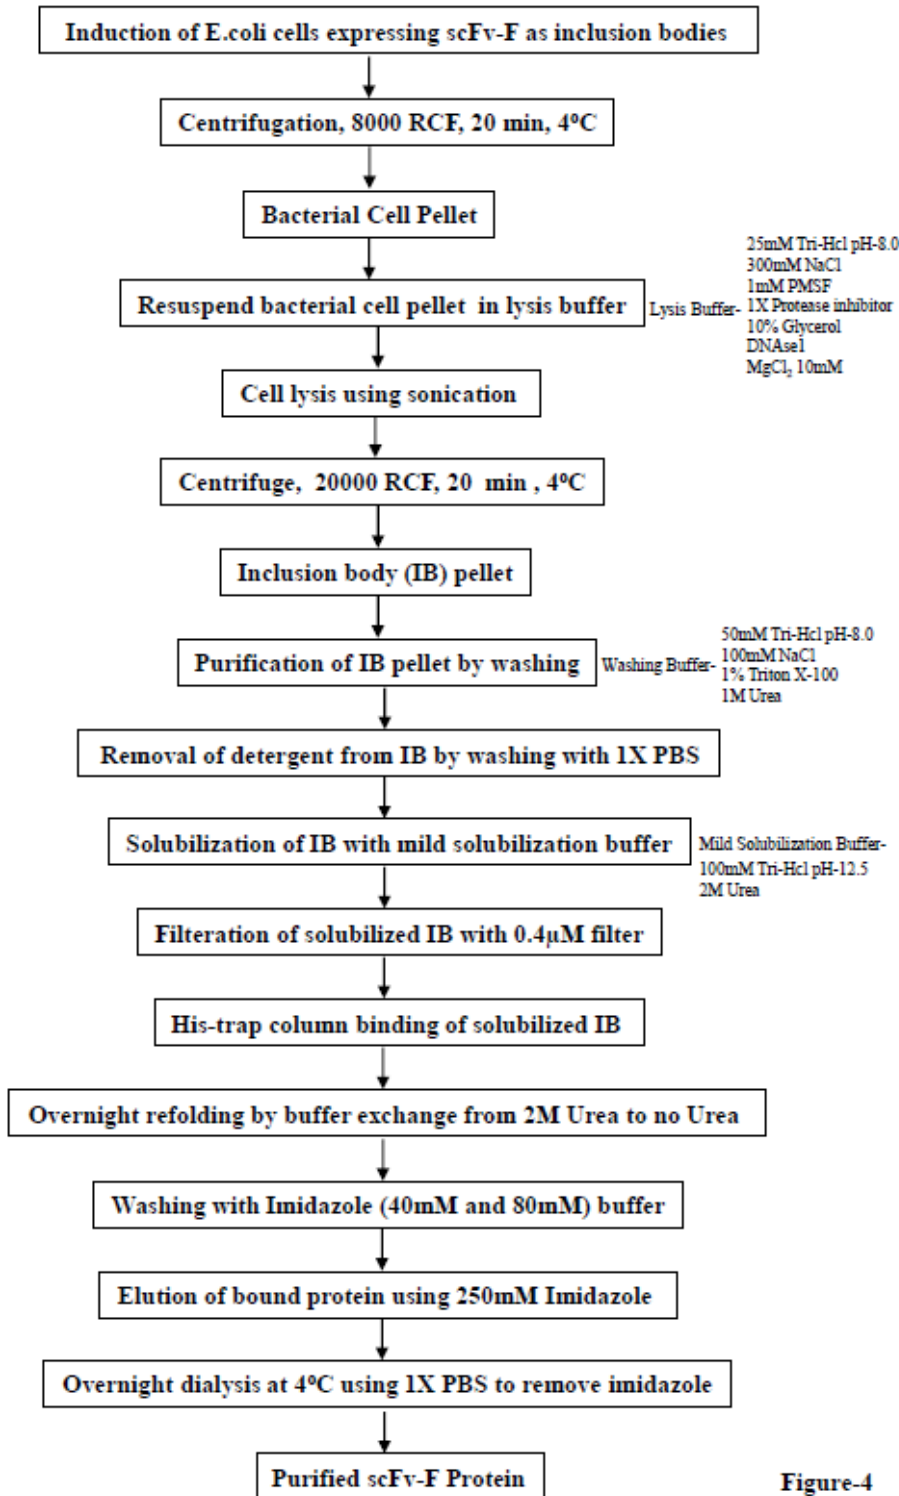 Induction of E.coli cells expressing scFv-F as inclusion bodies
Centrifugation, 8000 RCF, 20 min, 4ºC
Bacterial Cell Pellet
Resuspend bacterial cell pellet in lysis buffer
Lysis Buffer-
25mM Tri-Hcl pH-8.0
300mM NaCl
1mM PMSF
1X Protease inhibitor
10% Glycerol
DNAse1
MgCl₂ 10mM
Cell lysis using sonication
Centrifuge, 20000 RCF, 20 min , 4ºC
Inclusion body (IB) pellet
Purification of IB pellet by washing
Washing Buffer-
50mM Tri-Hcl pH-8.0
100mM NaCl
1% Triton X-100
1M Urea
Removal of detergent from IB by washing with 1X PBS
Solubilization of IB with mild solubilization buffer
Mild Solubilization Buffer-
100mM Tri-Hcl pH-12.5
2M Urea
Filteration of solubilized IB with 0.4µM filter
His-trap column binding of solubilized IB
Overnight refolding by buffer exchange from 2M Urea to no Urea
Washing with Imidazole (40mM and 80mM) buffer
Elution of bound protein using 250mM Imidazole
Overnight dialysis at 4ºC using 1X PBS to remove imidazole
Purified scFv-F Protein
Figure-4